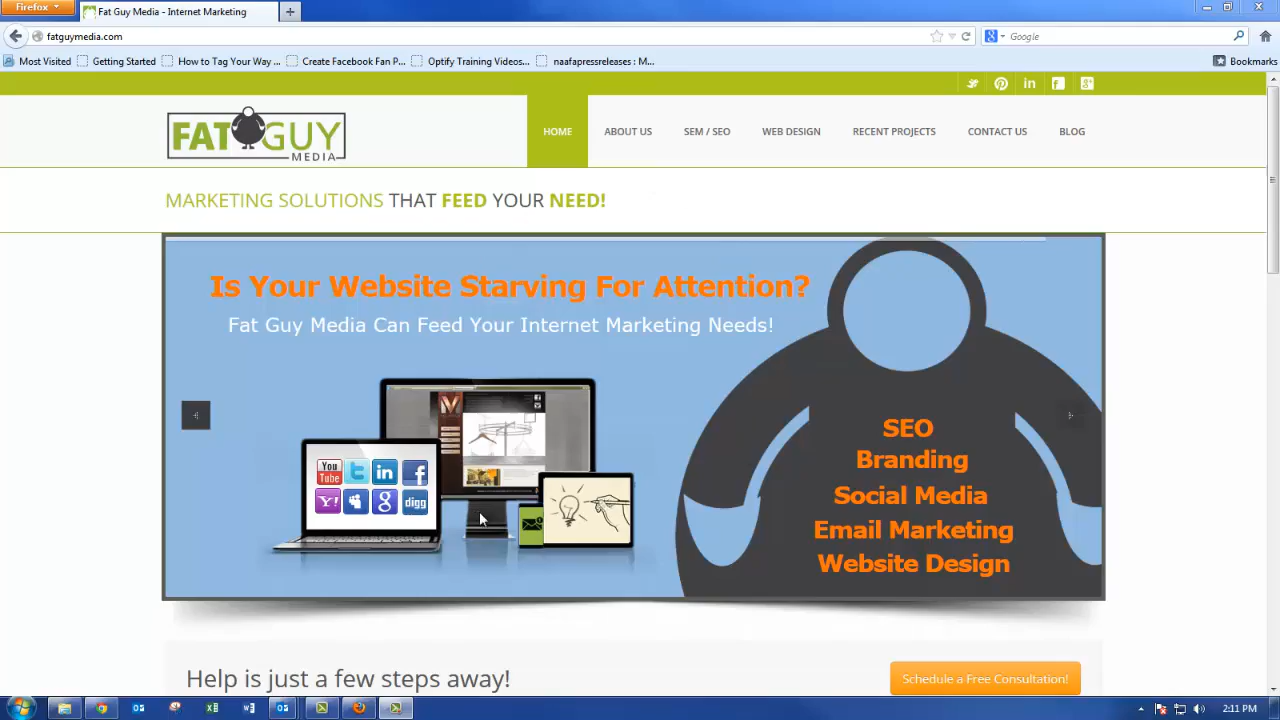 Firefox
Fat Guy Media - Internet Marketing
fatguymedia.com
Google
Most Visited
Getting Started
How to Tag Your Way ...
Create Facebook Fan P...
Optify Training Videos...
naafapressreleases : M...
Bookmarks
FAT GUY
MEDIA
HOME
ABOUT US
SEM / SEO
WEB DESIGN
RECENT PROJECTS
CONTACT US
BLOG
MARKETING SOLUTIONS THAT FEED YOUR NEED!
Is Your Website Starving For Attention?
Fat Guy Media Can Feed Your Internet Marketing Needs!
You
Tube
digg
SEO
Branding
Social Media
Email Marketing
Website Design
Help is just a few steps away!
Schedule a Free Consultation!
2:11 PM